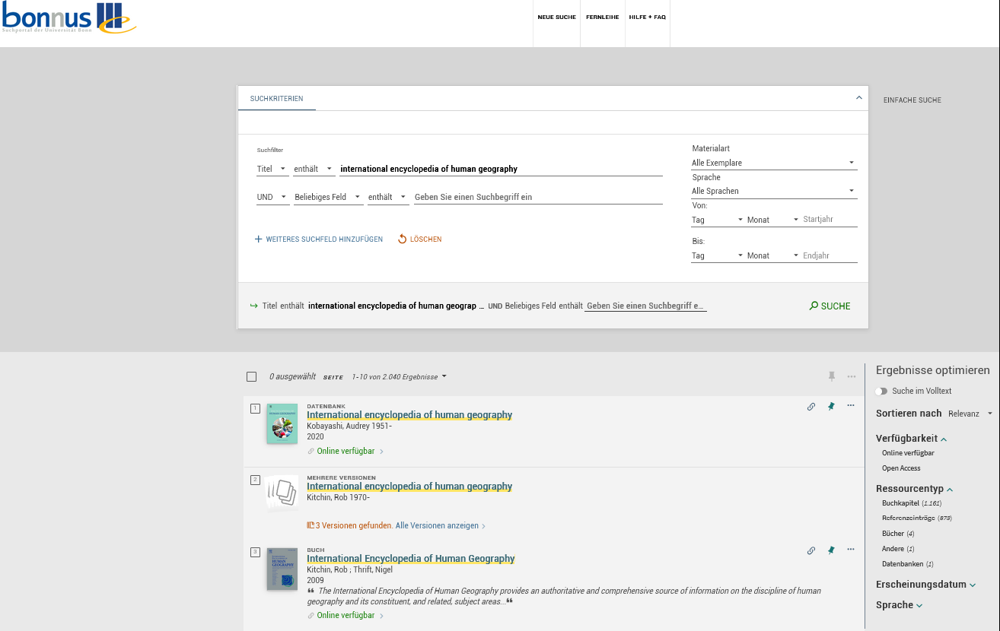 bonnus
Suchportal der Universität Bonn
NEUE SUCHE FERNLEIHE HILFE + FAQ
SUCHKRITERIEN
EINFACHE SUCHE
Suchfilter
Titel enthält international encyclopedia of human geography
UND Beliebiges Feld enthält Geben Sie einen Suchbegriff ein
+ WEITERES SUCHFELD HINZUFÜGEN LÖSCHEN
Materialart
Alle Exemplare
Sprache
Alle Sprachen
Von:
Tag Monat Startjahr
Bis:
Tag Monat Endjahr
Titel enthält international encyclopedia of human geograp ... UND Beliebiges Feld enthält Geben Sie einen Suchbegriff e...
SUCHE
0 ausgewählt SEITE 1-10 von 2.040 Ergebnisse
1
DATENBANK
International encyclopedia of human geography
Kobayashi, Audrey 1951-
2020
Online verfügbar
2
MEHRERE VERSIONEN
International encyclopedia of human geography
Kitchin, Rob 1970-
3 Versionen gefunden. Alle Versionen anzeigen
3
BUCH
International Encyclopedia of Human Geography
Kitchin, Rob ; Thrift, Nigel
2009
❝ The International Encyclopedia of Human Geography provides an authoritative and comprehensive source of information on the discipline of human
geography and its constituent, and related, subject areas...❝
Online verfügbar
HUMAN GEOGRAPHY
HUMAN
GEOGRAPHY
Ergebnisse optimieren
Suche im Volltext
Sortieren nach Relevanz
Verfügbarkeit
Online verfügbar
Open Access
Ressourcentyp
Buchkapitel (1.161)
Referenzeinträge (873)
Bücher (4)
Andere (1)
Datenbanken (1)
Erscheinungsdatum
Sprache